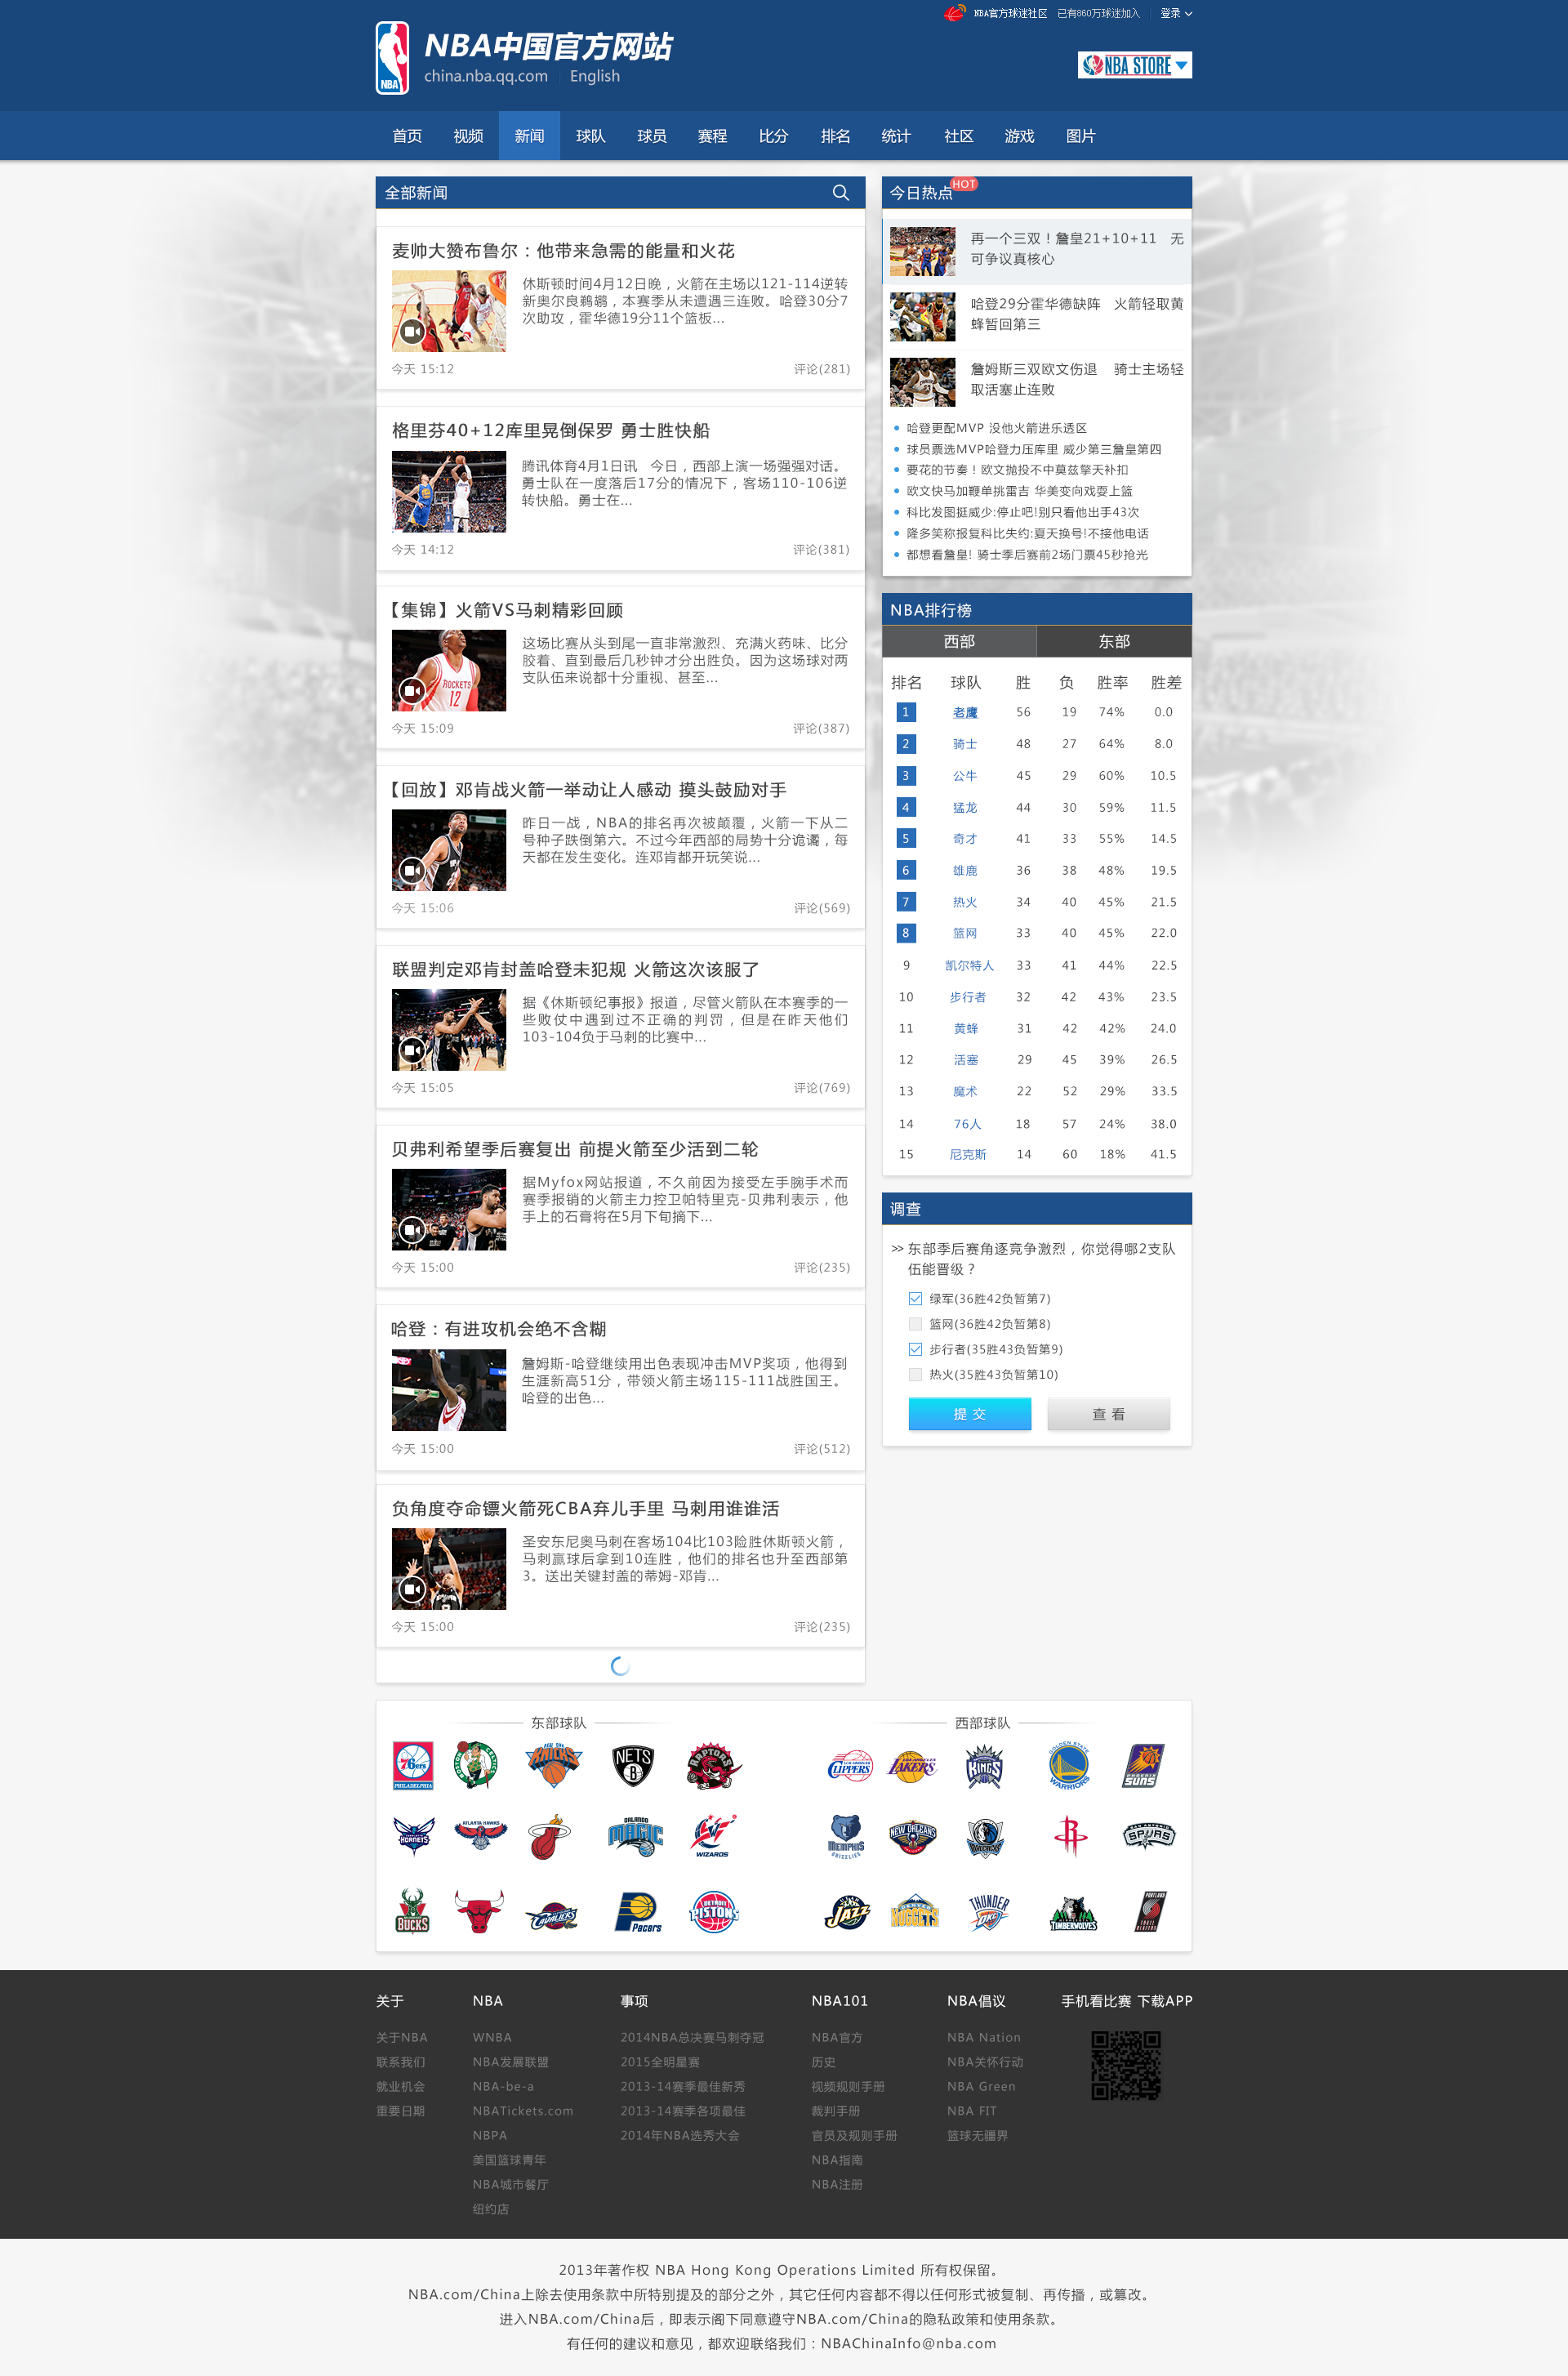 NBA官方球迷社区 已有860万球迷加入 登录
NBA中国官方网站
china.nba.qq.com English
NBA
NBA STORE
首页 视频 新闻 球队 球员 赛程 比分 排名 统计 社区 游戏 图片
全部新闻
麦帅大赞布鲁尔：他带来急需的能量和火花
休斯顿时间4月12日晚，火箭在主场以121-114逆转
新奥尔良鹈鹕，本赛季从未遭遇三连败。哈登30分7
次助攻，霍华德19分11个篮板...
今天 15:12 评论(281)
格里芬40+12库里晃倒保罗 勇士胜快船
腾讯体育4月1日讯 今日，西部上演一场强强对话。
勇士队在一度落后17分的情况下，客场110-106逆
转快船。勇士在...
今天 14:12 评论(381)
【集锦】火箭VS马刺精彩回顾
这场比赛从头到尾一直非常激烈、充满火药味、比分
胶着、直到最后几秒钟才分出胜负。因为这场球对两
支队伍来说都十分重视、甚至...
ROCKETS
12
今天 15:09 评论(387)
【回放】邓肯战火箭一举动让人感动 摸头鼓励对手
昨日一战，NBA的排名再次被颠覆，火箭一下从二
号种子跌倒第六。不过今年西部的局势十分诡谲，每
天都在发生变化。连邓肯都开玩笑说...
今天 15:06 评论(569)
联盟判定邓肯封盖哈登未犯规 火箭这次该服了
据《休斯顿纪事报》报道，尽管火箭队在本赛季的一
些败仗中遇到过不正确的判罚，但是在昨天他们
103-104负于马刺的比赛中...
今天 15:05 评论(769)
贝弗利希望季后赛复出 前提火箭至少活到二轮
据Myfox网站报道，不久前因为接受左手腕手术而
赛季报销的火箭主力控卫帕特里克-贝弗利表示，他
手上的石膏将在5月下旬摘下...
今天 15:00 评论(235)
哈登：有进攻机会绝不含糊
詹姆斯-哈登继续用出色表现冲击MVP奖项，他得到
生涯新高51分，带领火箭主场115-111战胜国王。
哈登的出色...
今天 15:00 评论(512)
负角度夺命镖火箭死CBA弃儿手里 马刺用谁谁活
圣安东尼奥马刺在客场104比103险胜休斯顿火箭，
马刺赢球后拿到10连胜，他们的排名也升至西部第
3。送出关键封盖的蒂姆-邓肯...
今天 15:00 评论(235)
今日热点 HOT
再一个三双！詹皇21+10+11 无
可争议真核心
哈登29分霍华德缺阵 火箭轻取黄
蜂暂回第三
詹姆斯三双欧文伤退 骑士主场轻
取活塞止连败
哈登更配MVP 没他火箭进乐透区
球员票选MVP哈登力压库里 威少第三詹皇第四
要花的节奏！欧文抛投不中莫兹擎天补扣
欧文快马加鞭单挑雷吉 华美变向戏耍上篮
科比发图挺威少:停止吧!别只看他出手43次
隆多笑称报复科比失约:夏天换号!不接他电话
都想看詹皇! 骑士季后赛前2场门票45秒抢光
NBA排行榜
西部 东部
排名 球队 胜 负 胜率 胜差
1 老鹰 56 19 74% 0.0
2 骑士 48 27 64% 8.0
3 公牛 45 29 60% 10.5
4 猛龙 44 30 59% 11.5
5 奇才 41 33 55% 14.5
6 雄鹿 36 38 48% 19.5
7 热火 34 40 45% 21.5
8 篮网 33 40 45% 22.0
9 凯尔特人 33 41 44% 22.5
10 步行者 32 42 43% 23.5
11 黄蜂 31 42 42% 24.0
12 活塞 29 45 39% 26.5
13 魔术 22 52 29% 33.5
14 76人 18 57 24% 38.0
15 尼克斯 14 60 18% 41.5
调查
>> 东部季后赛角逐竞争激烈，你觉得哪2支队
伍能晋级？
绿军(36胜42负暂第7)
篮网(36胜42负暂第8)
步行者(35胜43负暂第9)
热火(35胜43负暂第10)
提 交 查 看
东部球队 西部球队
76ers PHILADELPHIA BOSTON CELTICS NEW YORK KNICKS NETS B RAPTORS CLIPPERS LOS ANGELES LAKERS KINGS GOLDEN STATE WARRIORS PHOENIX SUNS
HORNETS ATLANTA HAWKS ORLANDO MAGIC WIZARDS MEMPHIS GRIZZLIES NEW ORLEANS PELICANS MAVERICKS R SAN ANTONIO SPURS
BUCKS CAVALIERS Pacers DETROIT PISTONS UTAH JAZZ DENVER NUGGETS THUNDER OKC TIMBERWOLVES PORTLAND TRAIL BLAZERS
关于 NBA 事项 NBA101 NBA倡议 手机看比赛 下载APP
关于NBA WNBA 2014NBA总决赛马刺夺冠 NBA官方 NBA Nation
联系我们 NBA发展联盟 2015全明星赛 历史 NBA关怀行动
就业机会 NBA-be-a 2013-14赛季最佳新秀 视频规则手册 NBA Green
重要日期 NBATickets.com 2013-14赛季各项最佳 裁判手册 NBA FIT
NBPA 2014年NBA选秀大会 官员及规则手册 篮球无疆界
美国篮球青年 NBA指南
NBA城市餐厅 NBA注册
纽约店
2013年著作权 NBA Hong Kong Operations Limited 所有权保留。
NBA.com/China上除去使用条款中所特别提及的部分之外，其它任何内容都不得以任何形式被复制、再传播，或篡改。
进入NBA.com/China后，即表示阁下同意遵守NBA.com/China的隐私政策和使用条款。
有任何的建议和意见，都欢迎联络我们：NBAChinaInfo@nba.com